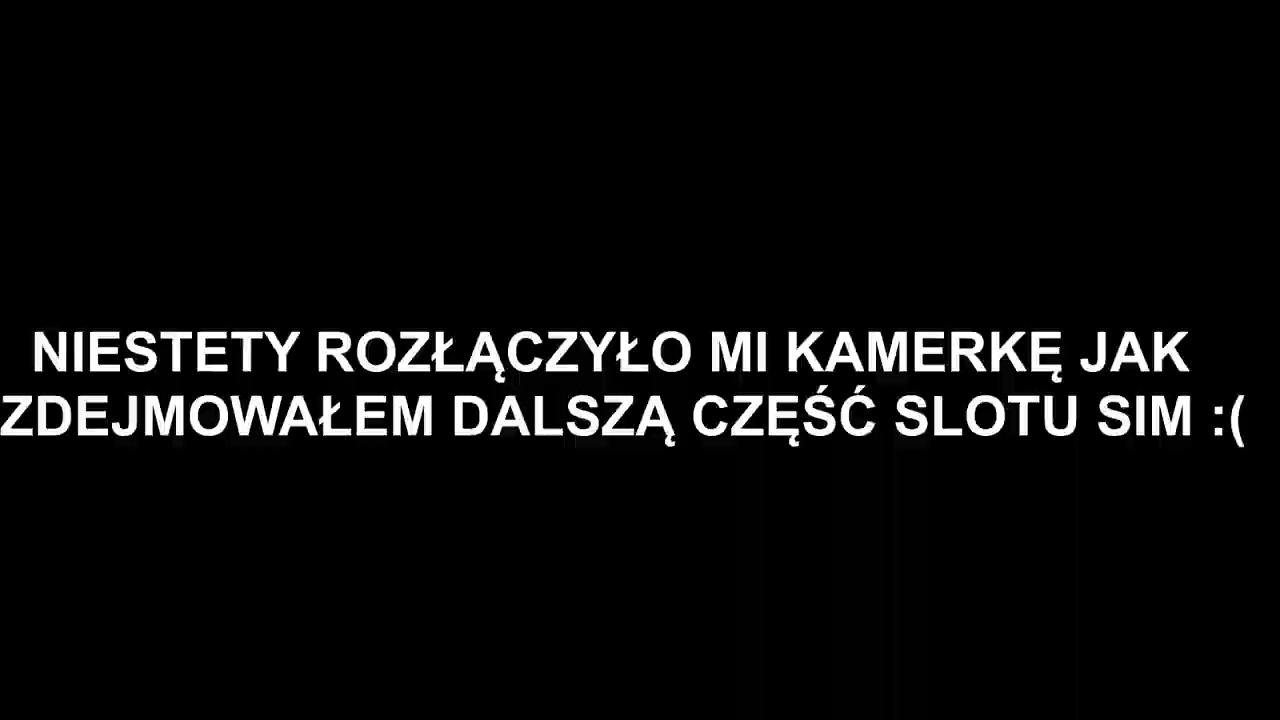 NIESTETY ROZŁĄCZYŁO MI KAMERKĘ JAK
ZDEJMOWAŁEM DALSZĄ CZĘŚĆ SLOTU SIM :(